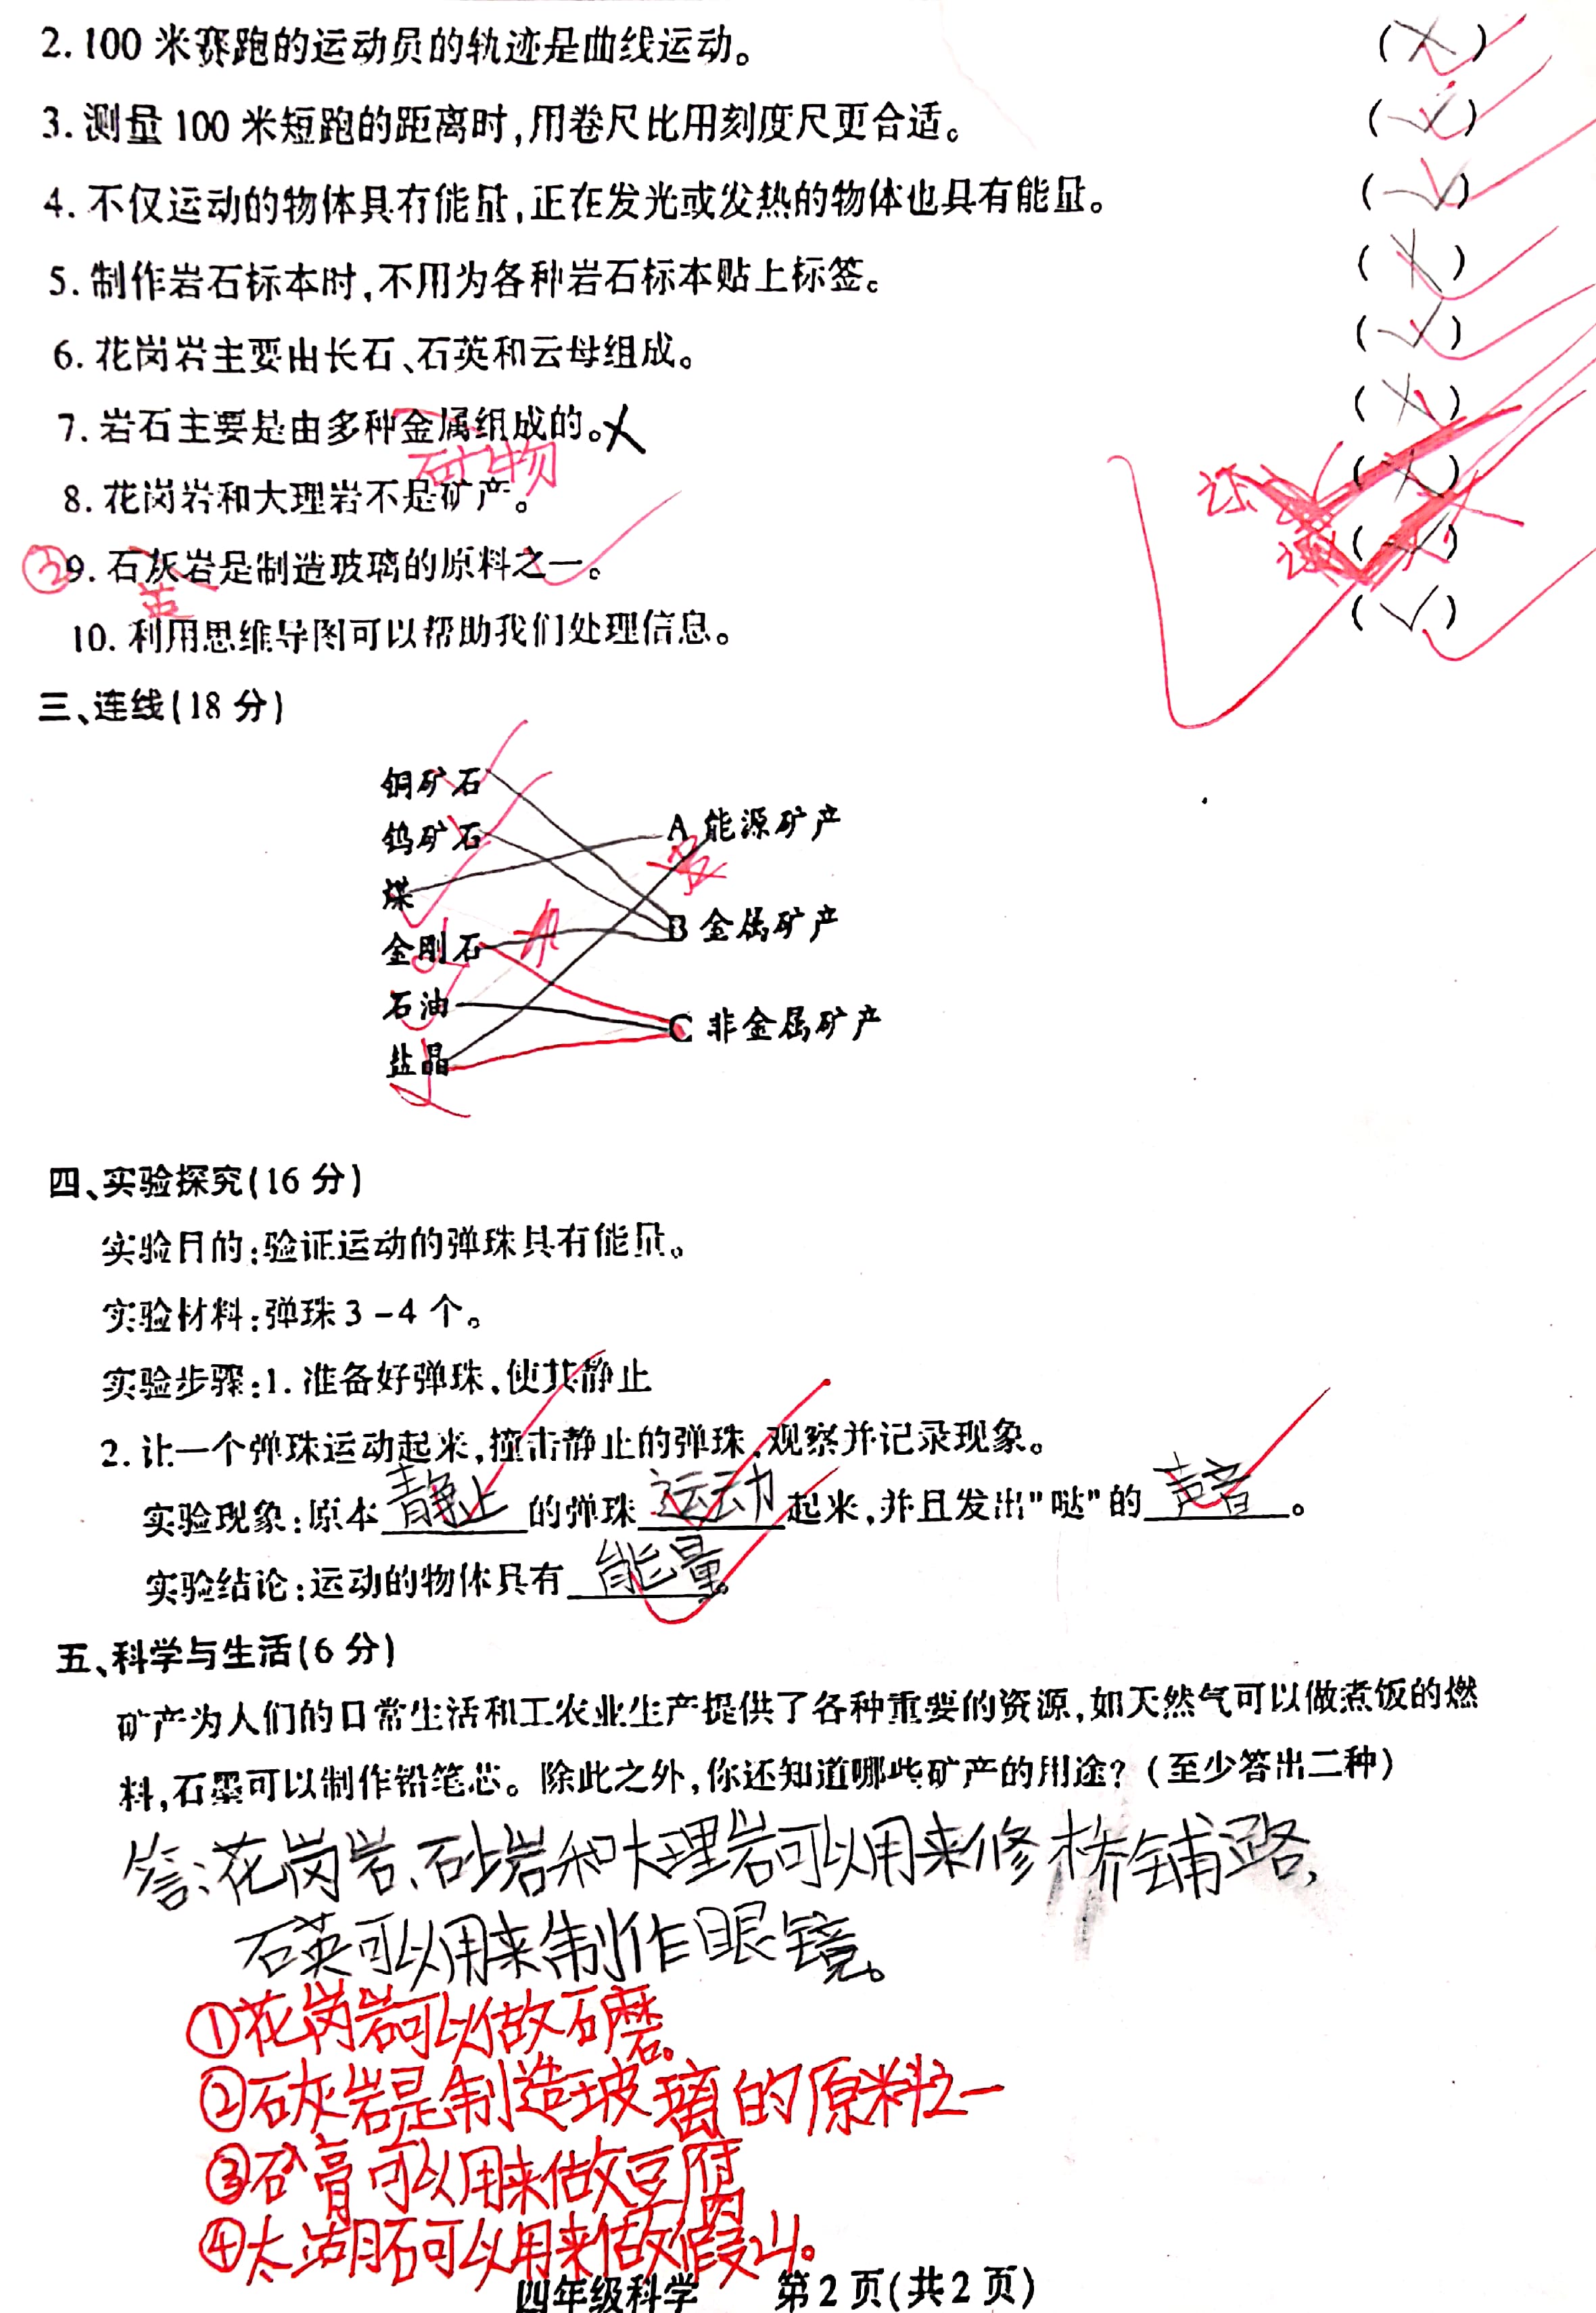 2. 100 米赛跑的运动员的轨迹是曲线运动。 (×)
3. 测量 100 米短跑的距离时,用卷尺比用刻度尺更合适。 (√)
4. 不仅运动的物体具有能量,正在发光或发热的物体也具有能量。 (√)
5. 制作岩石标本时,不用为各种岩石标本贴上标签。 (×)
6. 花岗岩主要由长石、石英和云母组成。 (√)
7. 岩石主要是由多种金属组成的。× (×)
矿物
8. 花岗岩和大理岩不是矿产。 (×)
③9. 石灰岩是制造玻璃的原料之一。 (×)
英
10. 利用思维导图可以帮助我们处理信息。 (√)
三、连线(18 分)
铜矿石
钨矿石 A 能源矿产
煤
金刚石 B 金属矿产
石油
盐晶 C 非金属矿产
四、实验探究(16 分)
实验目的:验证运动的弹珠具有能量。
实验材料:弹珠 3 - 4 个。
实验步骤:1. 准备好弹珠,使其静止
2. 让一个弹珠运动起来,撞击静止的弹珠,观察并记录现象。
实验现象:原本静止的弹珠运动起来,并且发出"哒"的声音。
实验结论:运动的物体具有能量。
五、科学与生活(6 分)
矿产为人们的日常生活和工农业生产提供了各种重要的资源,如天然气可以做煮饭的燃
料,石墨可以制作铅笔芯。除此之外,你还知道哪些矿产的用途?(至少答出二种)
答:花岗岩、砂岩和大理岩可以用来修桥铺路,
石英可以用来制作眼镜。
①花岗岩可以做石磨。
②石灰岩是制造玻璃的原料之一
③石膏可以用来做豆腐
④太湖石可以用来做假山。
四年级科学 第 2 页(共 2 页)